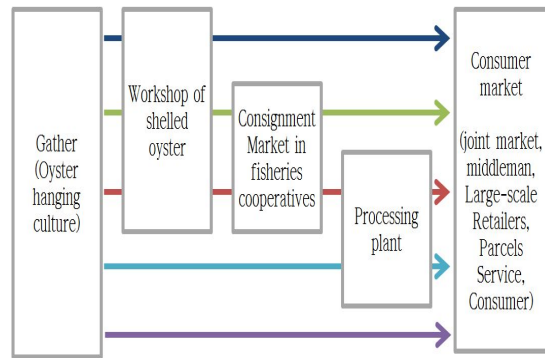 Gather
(Oyster
hanging
culture)
Workshop of
shelled
oyster
Consignment
Market in
fisheries
cooperatives
Processing
plant
Consumer
market
(joint market,
middleman,
Large-scale
Retailers,
Parcels
Service,
Consumer)